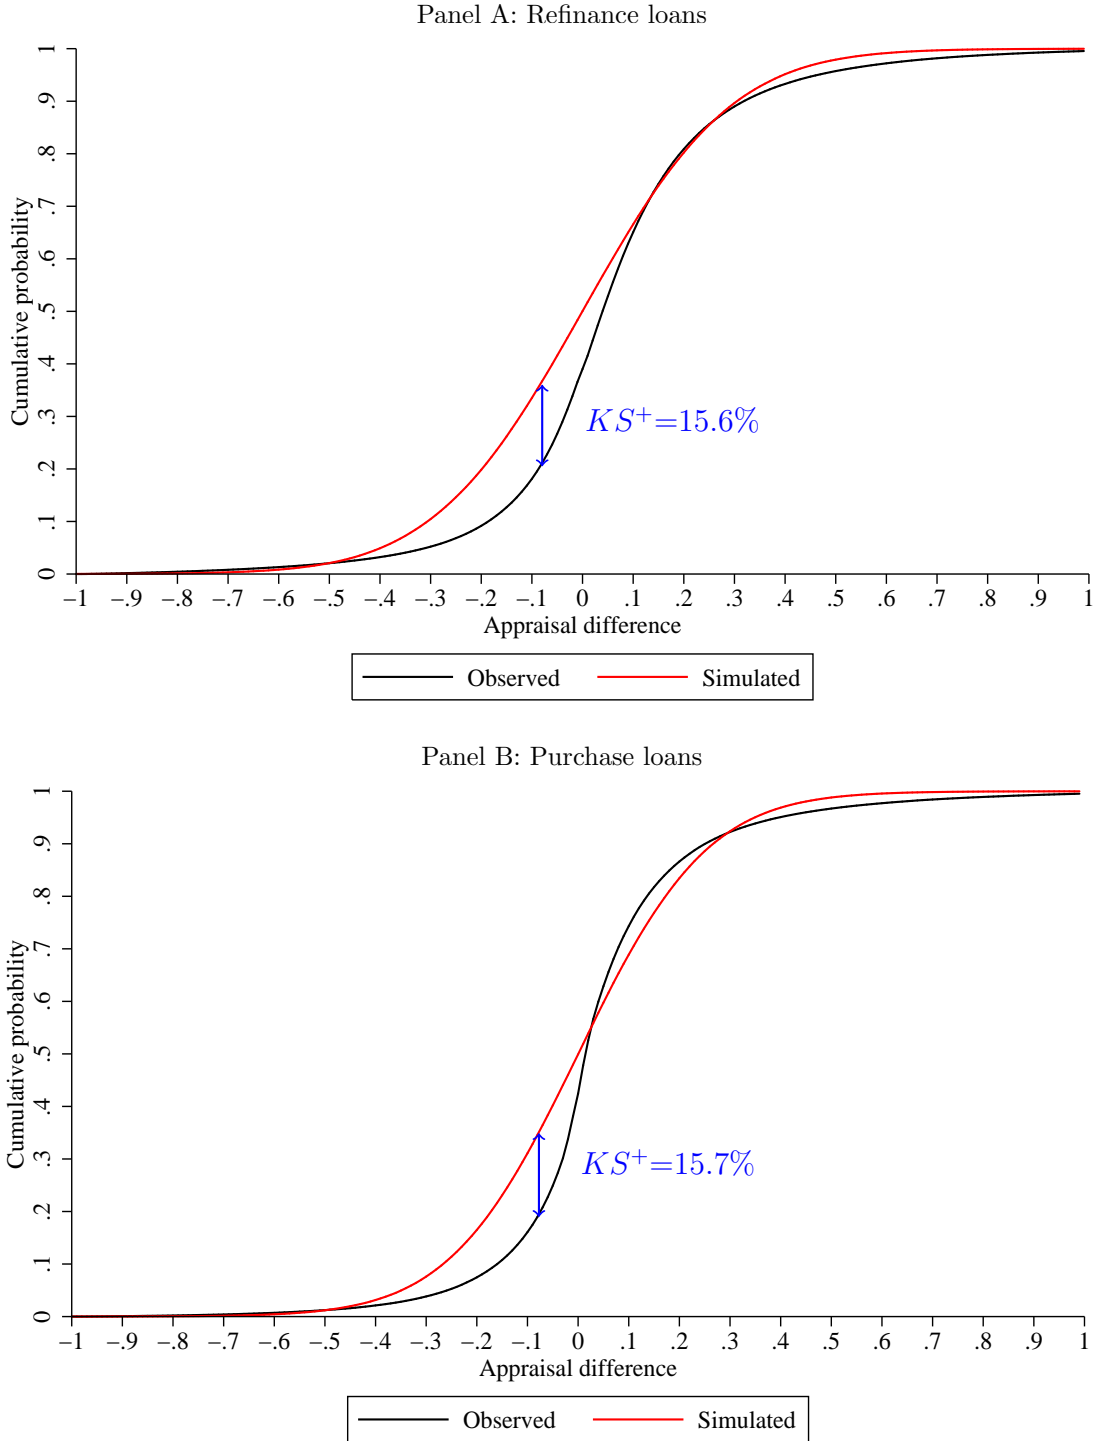 Panel A: Refinance loans
Cumulative probability
1
.9
.8
.7
.6
.5
.4
.3
.2
.1
0
KS+=15.6%
−1 −.9 −.8 −.7 −.6 −.5 −.4 −.3 −.2 −.1 0 .1 .2 .3 .4 .5 .6 .7 .8 .9 1
Appraisal difference
Observed Simulated
Panel B: Purchase loans
Cumulative probability
1
.9
.8
.7
.6
.5
.4
.3
.2
.1
0
KS+=15.7%
−1 −.9 −.8 −.7 −.6 −.5 −.4 −.3 −.2 −.1 0 .1 .2 .3 .4 .5 .6 .7 .8 .9 1
Appraisal difference
Observed Simulated